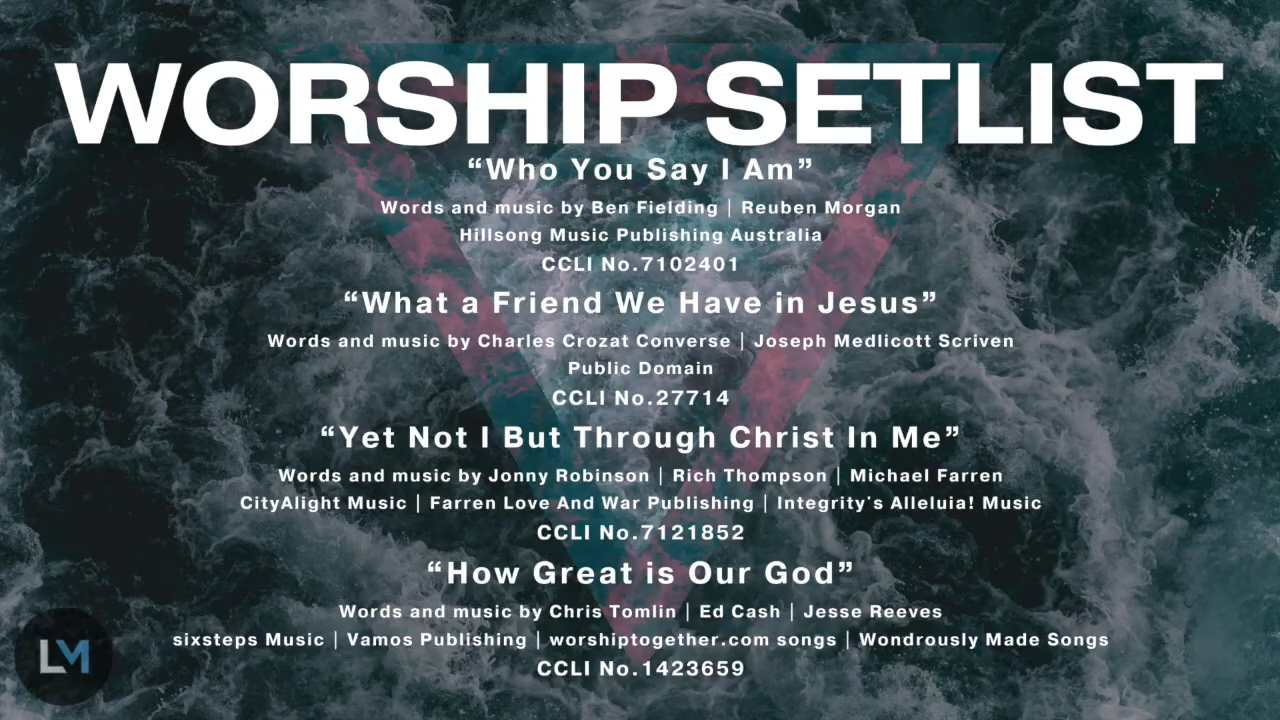 WORSHIP SETLIST
“Who You Say I Am”
Words and music by Ben Fielding | Reuben Morgan
Hillsong Music Publishing Australia
CCLI No.7102401
“What a Friend We Have in Jesus”
Words and music by Charles Crozat Converse | Joseph Medlicott Scriven
Public Domain
CCLI No.27714
“Yet Not I But Through Christ In Me”
Words and music by Jonny Robinson | Rich Thompson | Michael Farren
CityAlight Music | Farren Love And War Publishing | Integrity's Alleluia! Music
CCLI No.7121852
“How Great is Our God”
Words and music by Chris Tomlin | Ed Cash | Jesse Reeves
sixsteps Music | Vamos Publishing | worshiptogether.com songs | Wondrously Made Songs
CCLI No.1423659
LM